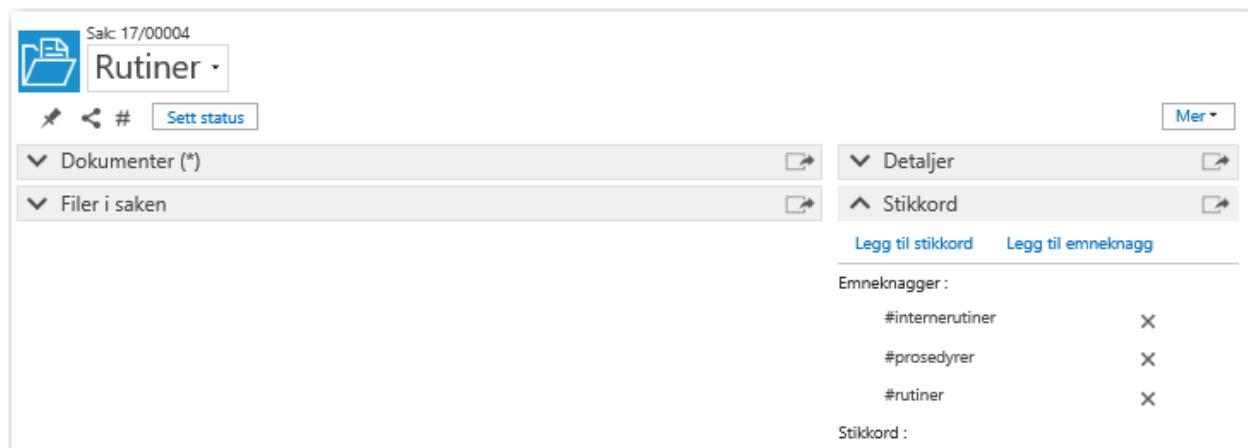 Sak: 17/00004
Rutiner
# Sett status
Mer
Dokumenter (*)
Filer i saken
Detaljer
Stikkord
Legg til stikkord Legg til emneknagg
Emneknagger :
#internerutiner
#prosedyrer
#rutiner
Stikkord :